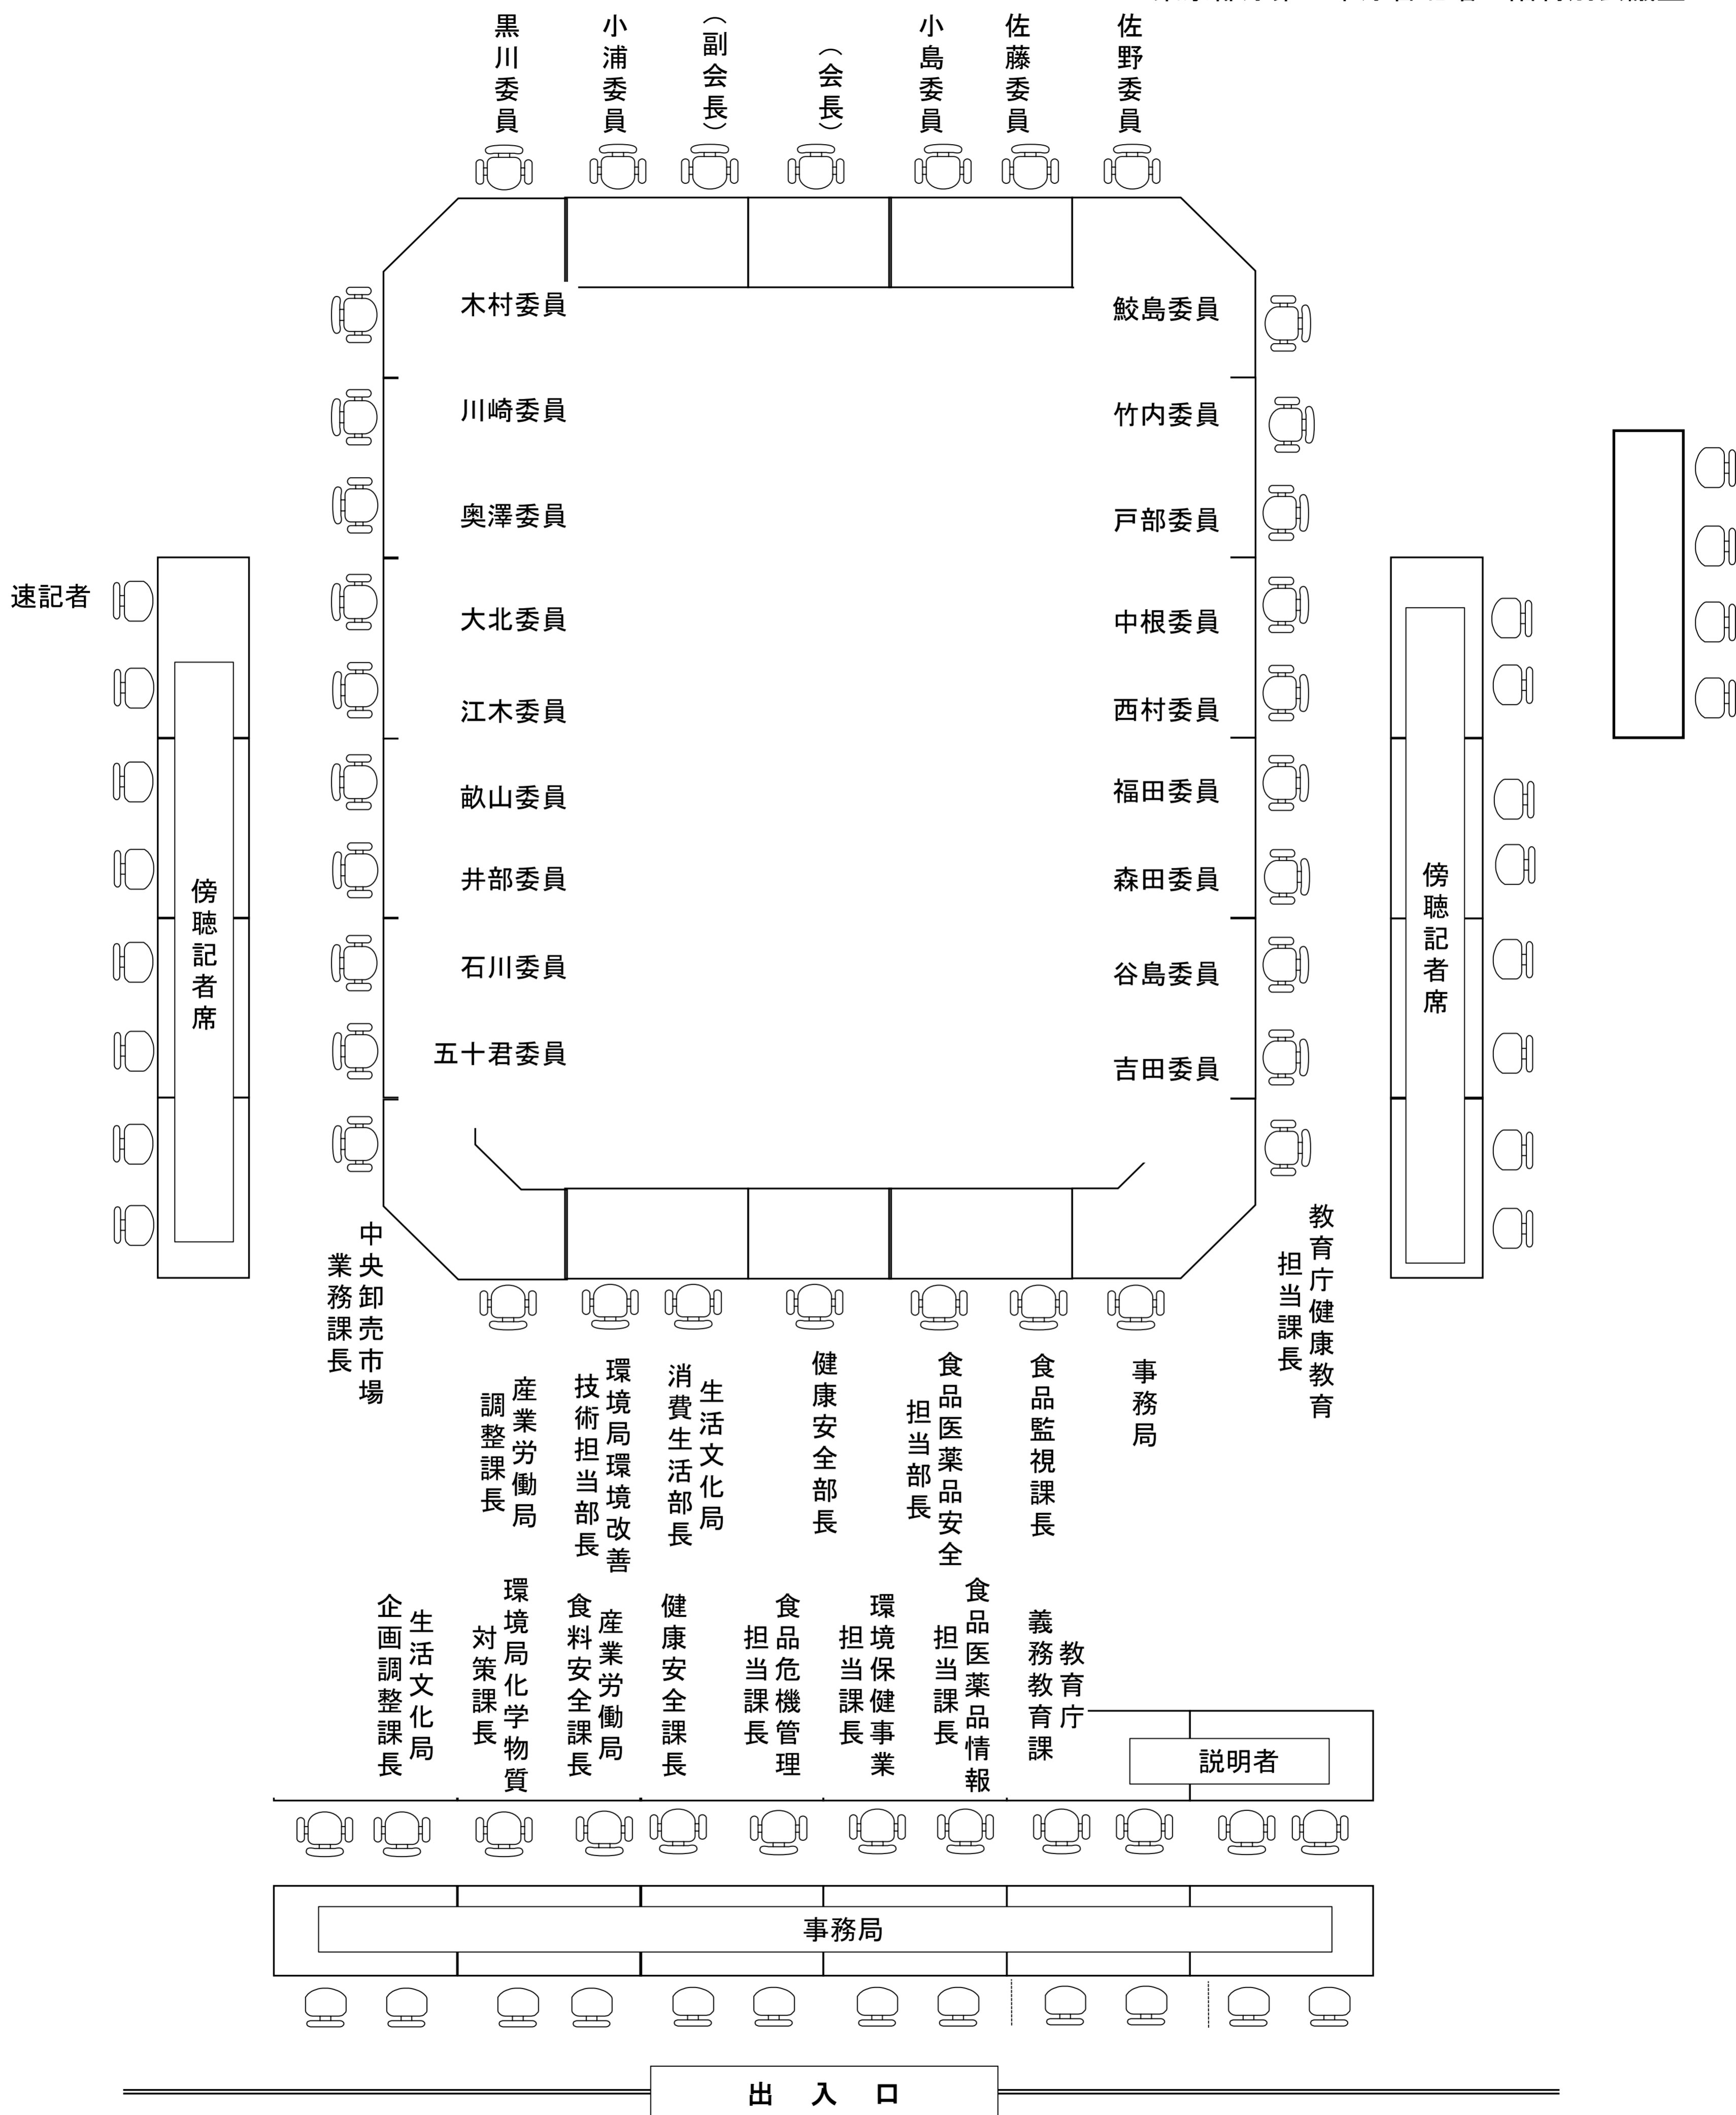 黒川委員
小浦委員
（副会長）
（会長）
小島委員
佐藤委員
佐野委員
木村委員
川崎委員
奥澤委員
大北委員
江木委員
畝山委員
井部委員
石川委員
五十君委員
鮫島委員
竹内委員
戸部委員
中根委員
西村委員
福田委員
森田委員
谷島委員
吉田委員
速記者
傍聴記者席
傍聴記者席
中央卸売市場
業務課長
産業労働局
調整課長
環境局環境改善
技術担当部長
生活文化局
消費生活部長
健康安全部長
食品医薬品安全
担当部長
食品監視課長
事務局
教育庁健康教育
担当課長
生活文化局
企画調整課長
環境局化学物質
対策課長
産業労働局
食料安全課長
健康安全課長
食品危機管理
担当課長
環境保健事業
担当課長
食品医薬品情報
担当課長
教育庁
義務教育課
説明者
事務局
出 入 口